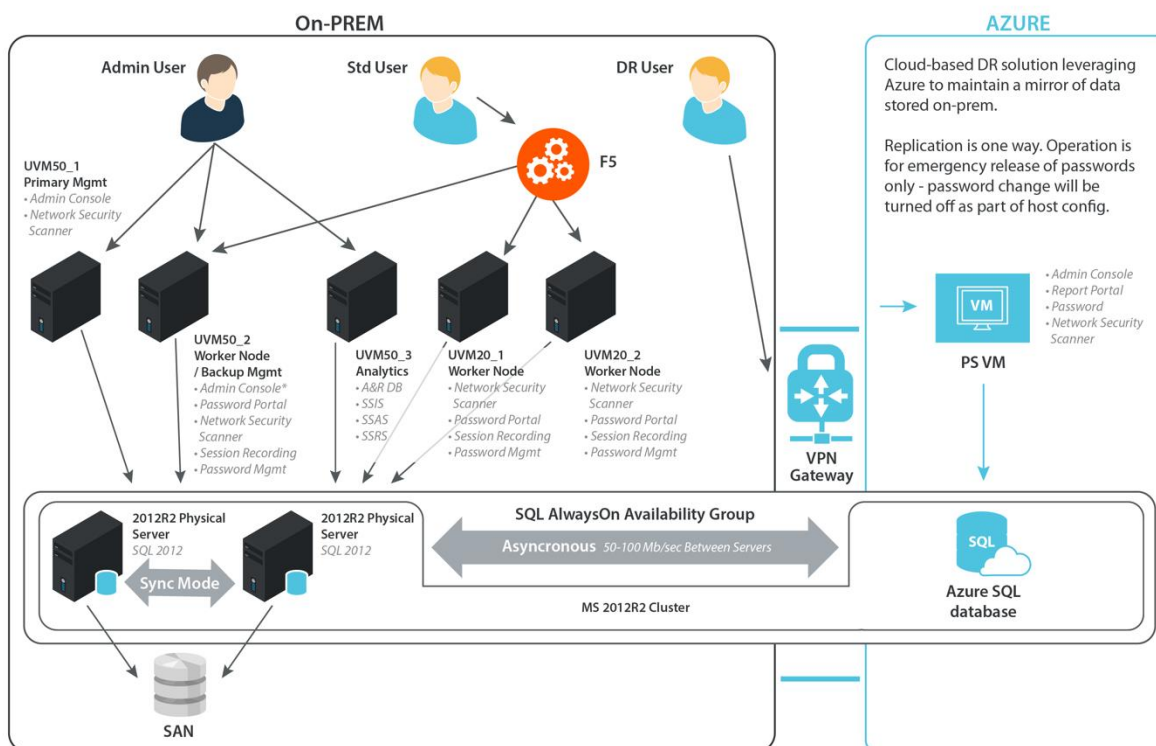 On-PREM
AZURE
Admin User
Std User
DR User
F5
UVM50_1
Primary Mgmt
• Admin Console
• Network Security
Scanner
Cloud-based DR solution leveraging
Azure to maintain a mirror of data
stored on-prem.
Replication is one way. Operation is
for emergency release of passwords
only - password change will be
turned off as part of host config.
UVM50_2
Worker Node
/ Backup Mgmt
• Admin Console*
• Password Portal
• Network Security
Scanner
• Session Recording
• Password Mgmt
UVM50_3
Analytics
• A&R DB
• SSIS
• SSAS
• SSRS
UVM20_1
Worker Node
• Network Security
Scanner
• Password Portal
• Session Recording
• Password Mgmt
UVM20_2
Worker Node
• Network Security
Scanner
• Password Portal
• Session Recording
• Password Mgmt
VPN
Gateway
VM
PS VM
• Admin Console
• Report Portal
• Password
• Network Security
Scanner
2012R2 Physical
Server
SQL 2012
Sync Mode
2012R2 Physical
Server
SQL 2012
SQL AlwaysOn Availability Group
Asyncronous 50-100 Mb/sec Between Servers
MS 2012R2 Cluster
SQL
Azure SQL
database
SAN